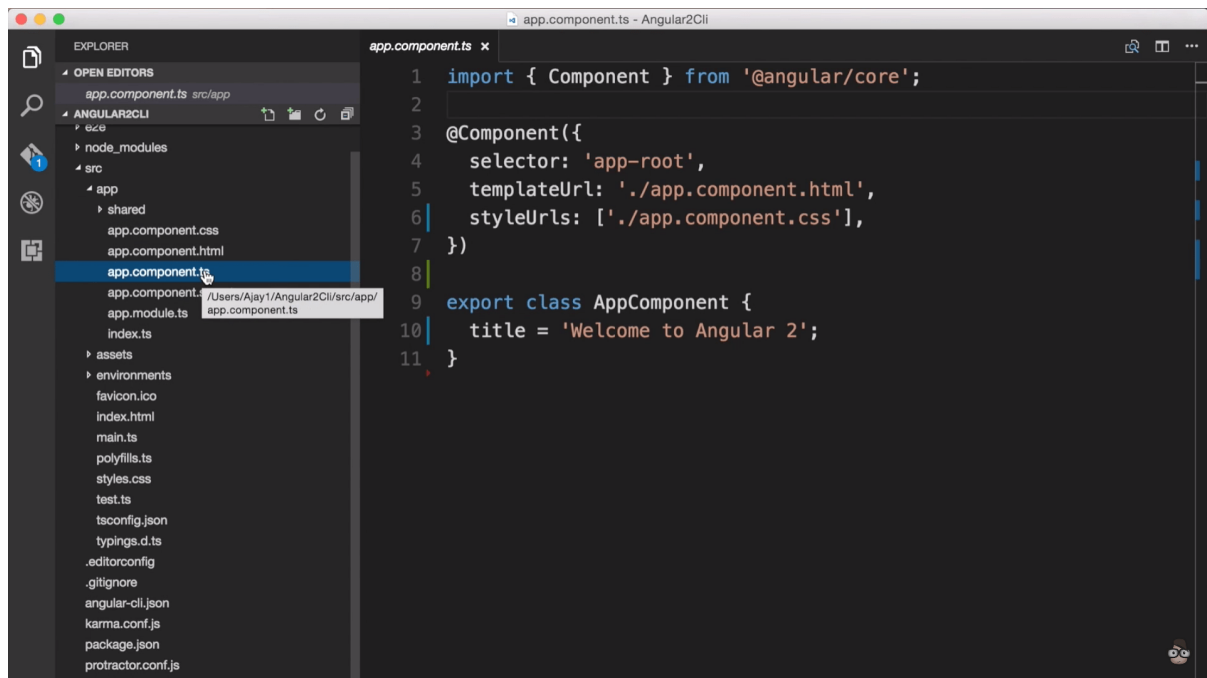 app.component.ts - Angular2Cli
EXPLORER
OPEN EDITORS
app.component.ts src/app
ANGULAR2CLI
e2e
node_modules
src
app
shared
app.component.css
app.component.html
app.component.ts
app.component.s
/Users/Ajay1/Angular2Cli/src/app/
app.component.ts
app.module.ts
index.ts
assets
environments
favicon.ico
index.html
main.ts
polyfills.ts
styles.css
test.ts
tsconfig.json
typings.d.ts
.editorconfig
.gitignore
angular-cli.json
karma.conf.js
package.json
protractor.conf.js
1
app.component.ts ×
1 import { Component } from '@angular/core';
2
3 @Component({
4 selector: 'app-root',
5 templateUrl: './app.component.html',
6 styleUrls: ['./app.component.css'],
7 })
8
9 export class AppComponent {
10 title = 'Welcome to Angular 2';
11 }